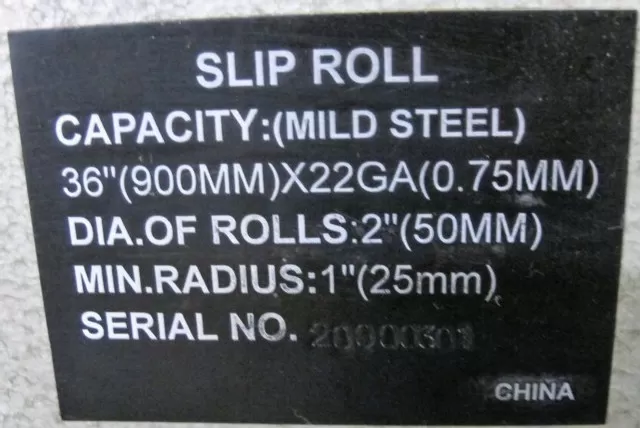 SLIP ROLL
CAPACITY:(MILD STEEL)
36"(900MM)X22GA(0.75MM)
DIA.OF ROLLS:2"(50MM)
MIN.RADIUS:1"(25mm)
SERIAL NO.
CHINA